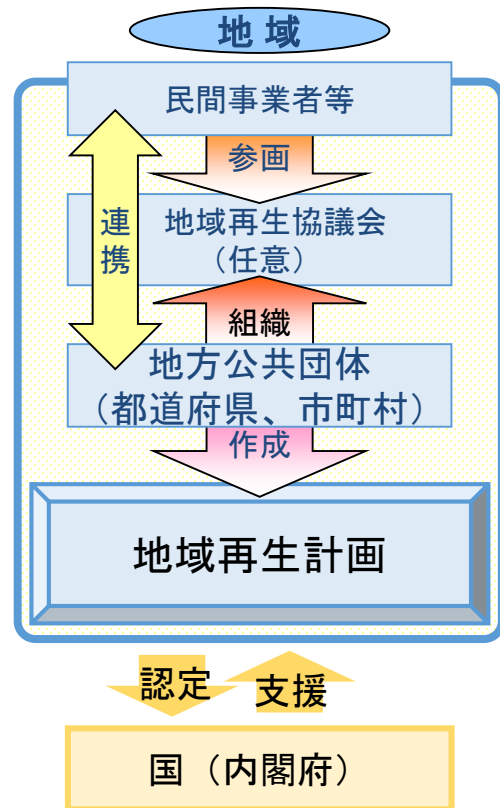 地域
民間事業者等
参画
連携
地域再生協議会
（任意）
組織
地方公共団体
（都道府県、市町村）
作成
地域再生計画
認定
支援
国（内閣府）